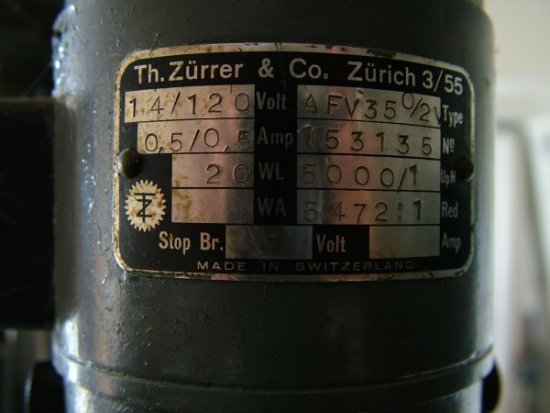 Th. Zürrer & Co. Zürich 3/55
14/120 Volt AFV35 0/2V Type
0,5/0,5 Amp 153135 No
20 WL 5000/1 UpM
WA 5472:1 Red
Stop Br. Volt Amp
MADE IN SWITZERLAND